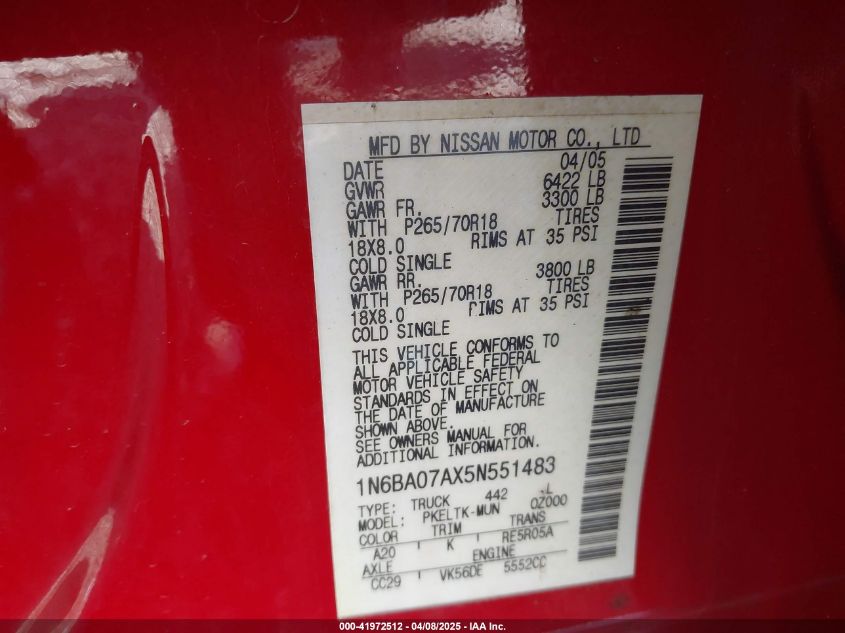 MFD BY NISSAN MOTOR CO., LTD
DATE 04/05
GVWR 6422 LB
GAWR FR. 3300 LB
WITH P265/70R18 TIRES
18X8.0 RIMS AT 35 PSI
COLD SINGLE
GAWR RR. 3800 LB
WITH P265/70R18 TIRES
18X8.0 RIMS AT 35 PSI
COLD SINGLE
THIS VEHICLE CONFORMS TO
ALL APPLICABLE FEDERAL
MOTOR VEHICLE SAFETY
STANDARDS IN EFFECT ON
THE DATE OF MANUFACTURE
SHOWN ABOVE.
SEE OWNERS MANUAL FOR
ADDITIONAL INFORMATION.
1N6BA07AX5N551483
TYPE: TRUCK 442 .L
MODEL: PKELTK-MUN 0Z000
COLOR TRIM TRANS
A20 K RE5R05A
AXLE ENGINE
CC29 VK56DE 5552CC
000-41972512 - 04/08/2025 - IAA Inc.